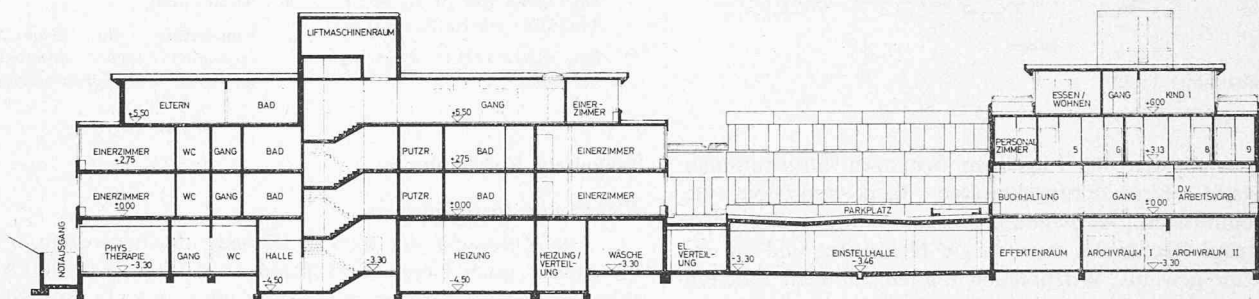 LIFTMASCHINENRAUM
ELTERN BAD GANG EINER-
ZIMMER
+5.50 +5.50
ESSEN/ GANG KIND 1
WOHNEN
+6.00
EINERZIMMER WC GANG BAD PUTZR. BAD EINERZIMMER
+2.75 +2.75
PERSONAL 5 6 +3.13 8 9
ZIMMER
EINERZIMMER WC GANG BAD PUTZR. BAD EINERZIMMER
±0.00 ±0.00
PARKPLATZ
BUCHHALTUNG GANG D.V.
ARBEITSVORB.
±0.00
NOTAUSGANG
PHYS. GANG WC HALLE HEIZUNG HEIZUNG/ WÄSCHE
THERAPIE VERTEIL-
UNG
-3.30 -4.50 -3.30 -4.50 -3.30
EL. EINSTELLHALLE
VERTEIL-
UNG
-3.30 -3.46
EFFEKTENRAUM ARCHIVRAUM I ARCHIVRAUM II
-3.30